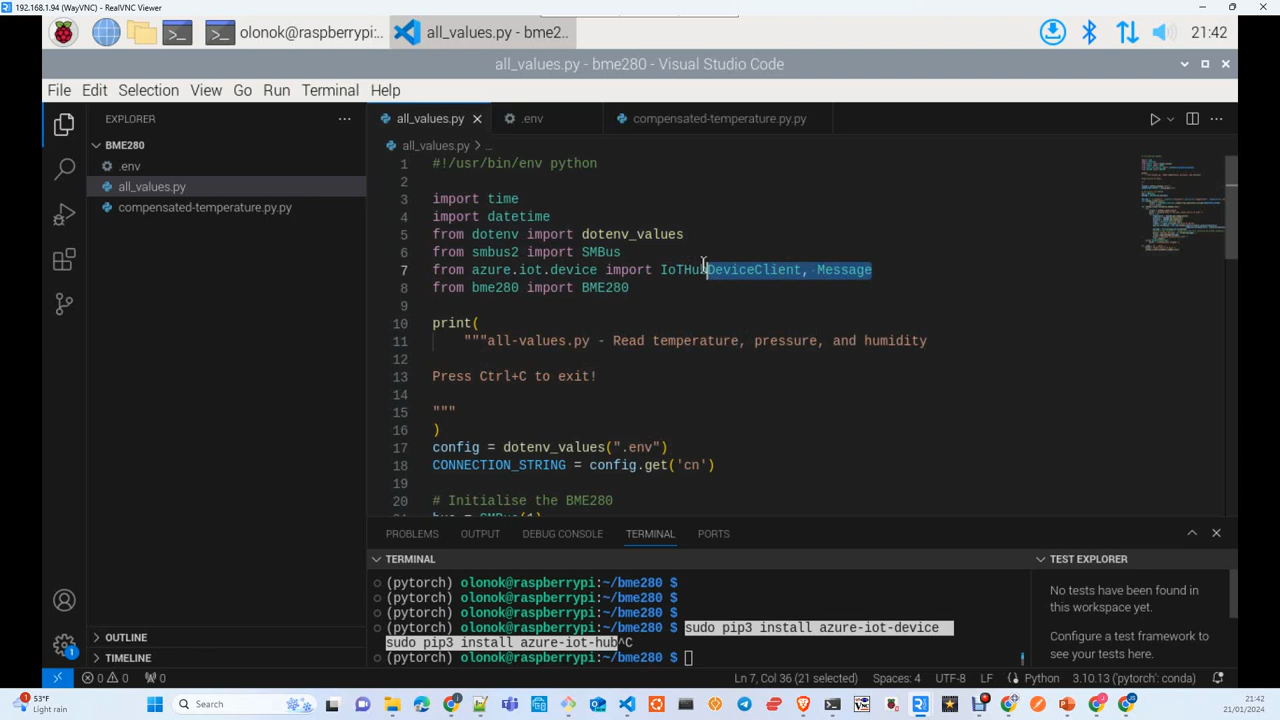 192.168.1.94 (WayVNC) - RealVNC Viewer
olonok@raspberrypi:...
all_values.py - bme2..
21:42
all_values.py - bme280 - Visual Studio Code
File Edit Selection View Go Run Terminal Help
EXPLORER
all_values.py
.env
compensated-temperature.py.py
BME280
.env
all_values.py
compensated-temperature.py.py
all_values.py > ...
1 #!/usr/bin/env python
2
3 import time
4 import datetime
5 from dotenv import dotenv_values
6 from smbus2 import SMBus
7 from azure.iot.device import IoTHubDeviceClient, Message
8 from bme280 import BME280
9
10 print(
11 """all-values.py - Read temperature, pressure, and humidity
12
13 Press Ctrl+C to exit!
14
15 """
16 )
17 config = dotenv_values(".env")
18 CONNECTION_STRING = config.get('cn')
19
20 # Initialise the BME280
PROBLEMS OUTPUT DEBUG CONSOLE TERMINAL PORTS
TERMINAL
(pytorch) olonok@raspberrypi:~/bme280 $
(pytorch) olonok@raspberrypi:~/bme280 $
(pytorch) olonok@raspberrypi:~/bme280 $
(pytorch) olonok@raspberrypi:~/bme280 $ sudo pip3 install azure-iot-device
sudo pip3 install azure-iot-hub^C
(pytorch) olonok@raspberrypi:~/bme280 $
TEST EXPLORER
No tests have been found in
this workspace yet.
Configure a test framework to
see your tests here.
OUTLINE
TIMELINE
1
0 0 0
Ln 7, Col 36 (21 selected) Spaces: 4 UTF-8 LF Python 3.10.13 ('pytorch': conda)
53°F
Light rain
Search
21:42
21/01/2024